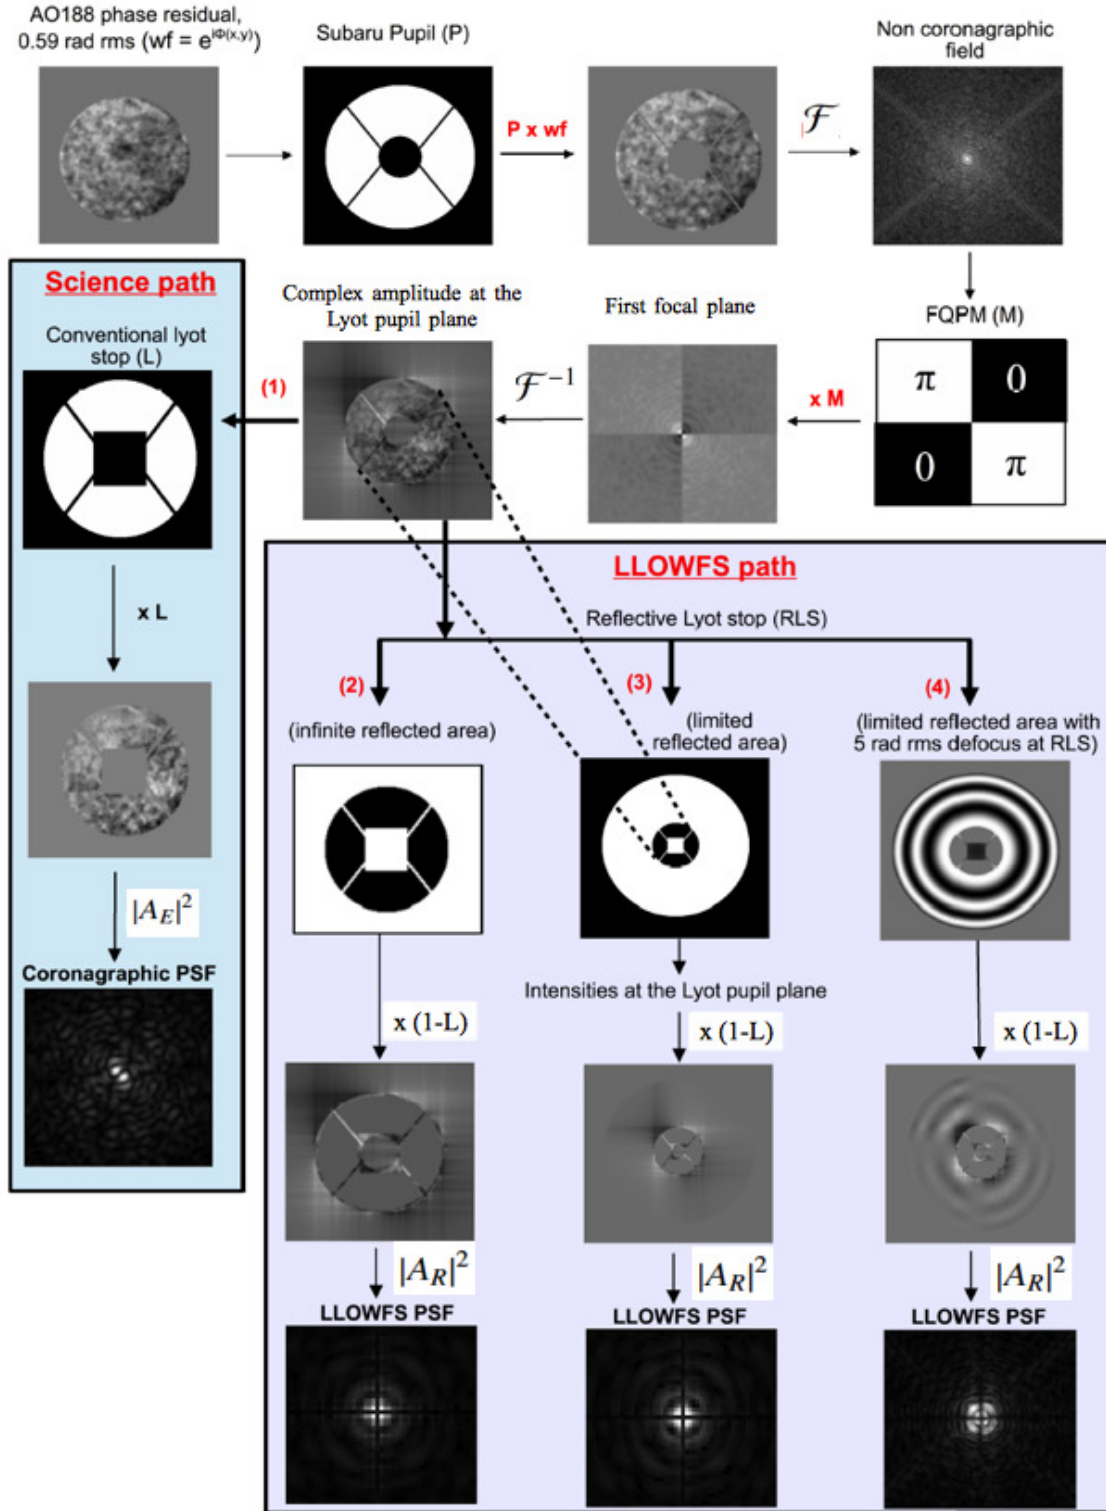 AO188 phase residual,
0.59 rad rms (wf = e^{iΦ(x,y)})
Subaru Pupil (P)
P x wf
ℱ
Non coronagraphic
field
FQPM (M)
π 0
0 π
x M
First focal plane
ℱ⁻¹
Complex amplitude at the
Lyot pupil plane
(1)
Science path
Conventional lyot
stop (L)
x L
|A_E|²
Coronagraphic PSF
LLOWFS path
Reflective Lyot stop (RLS)
(2)
(infinite reflected area)
x (1-L)
|A_R|²
LLOWFS PSF
(3)
(limited
reflected area)
Intensities at the Lyot pupil plane
x (1-L)
|A_R|²
LLOWFS PSF
(4)
(limited reflected area with
5 rad rms defocus at RLS)
x (1-L)
|A_R|²
LLOWFS PSF